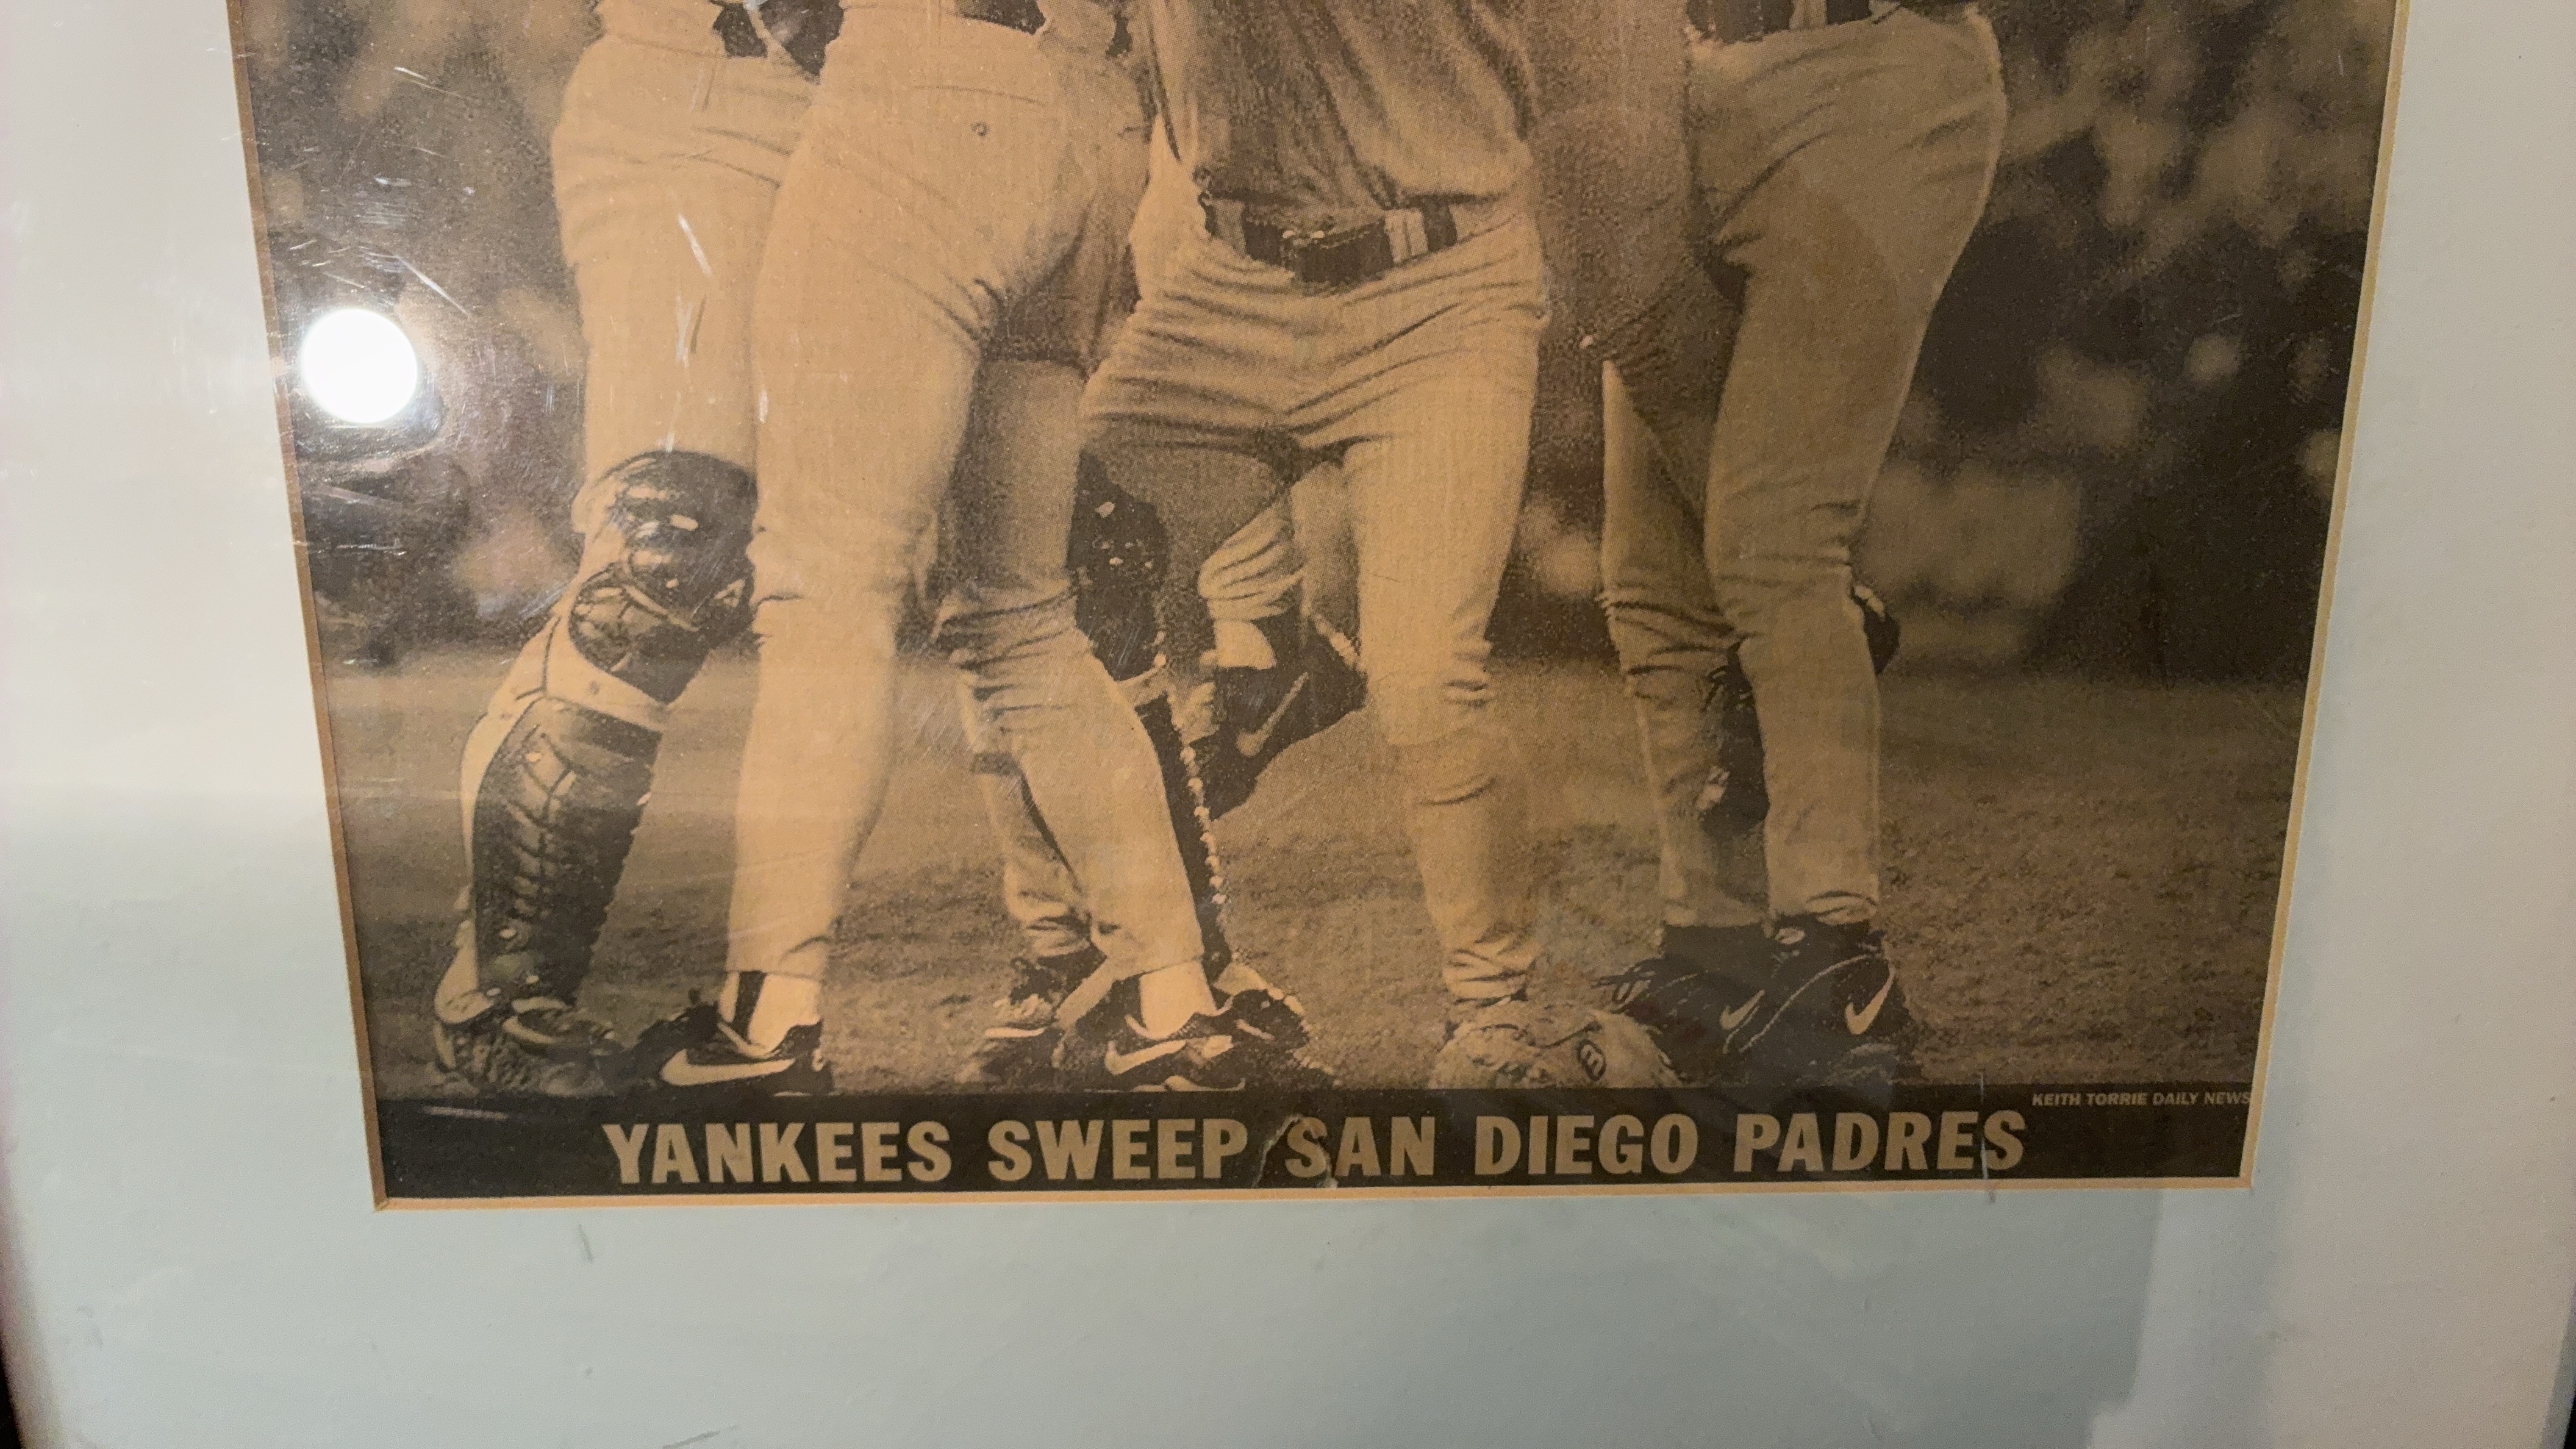 KEITH TORRIE DAILY NEWS
YANKEES SWEEP SAN DIEGO PADRES